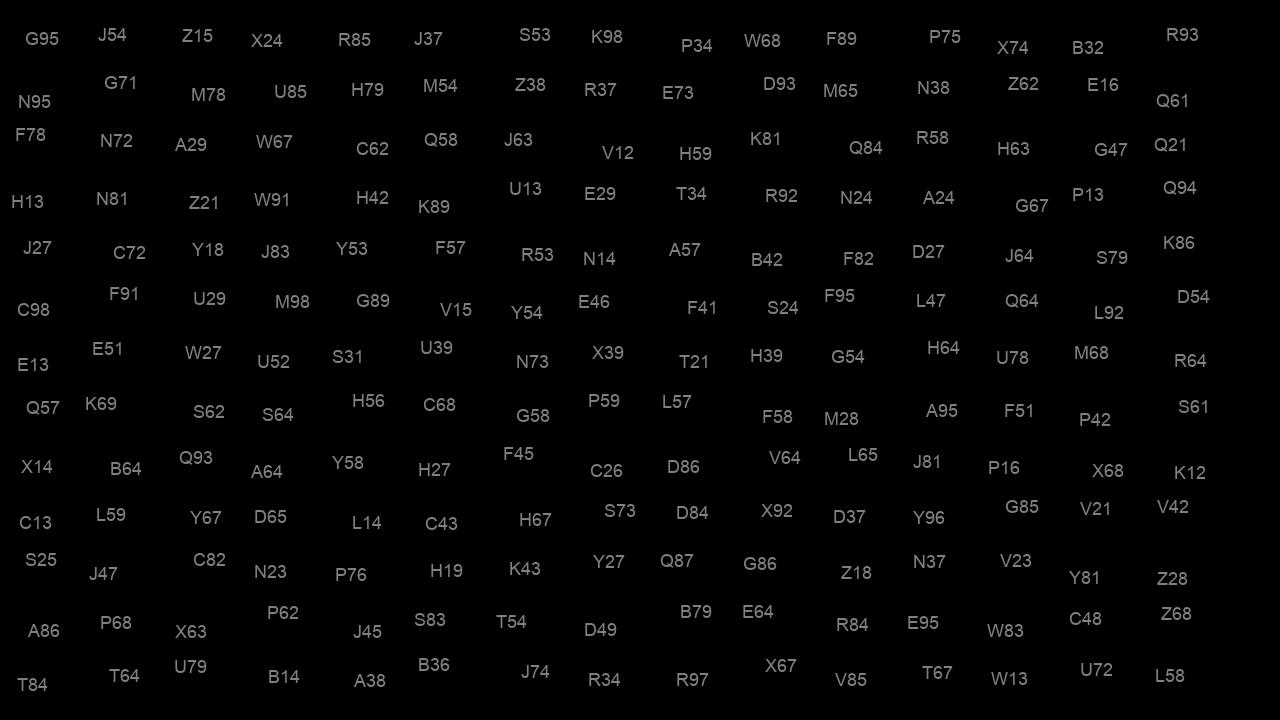 G95 J54 Z15 X24 R85 J37 S53 K98 P34 W68 F89 P75 X74 B32 R93
N95 G71 M78 U85 H79 M54 Z38 R37 E73 D93 M65 N38 Z62 E16 Q61
F78 N72 A29 W67 C62 Q58 J63 V12 H59 K81 Q84 R58 H63 G47 Q21
H13 N81 Z21 W91 H42 K89 U13 E29 T34 R92 N24 A24 G67 P13 Q94
J27 C72 Y18 J83 Y53 F57 R53 N14 A57 B42 F82 D27 J64 S79 K86
C98 F91 U29 M98 G89 V15 Y54 E46 F41 S24 F95 L47 Q64 L92 D54
E13 E51 W27 U52 S31 U39 N73 X39 T21 H39 G54 H64 U78 M68 R64
Q57 K69 S62 S64 H56 C68 G58 P59 L57 F58 M28 A95 F51 P42 S61
X14 B64 Q93 A64 Y58 H27 F45 C26 D86 V64 L65 J81 P16 X68 K12
C13 L59 Y67 D65 L14 C43 H67 S73 D84 X92 D37 Y96 G85 V21 V42
S25 J47 C82 N23 P76 H19 K43 Y27 Q87 G86 Z18 N37 V23 Y81 Z28
A86 P68 X63 P62 J45 S83 T54 D49 B79 E64 R84 E95 W83 C48 Z68
T84 T64 U79 B14 A38 B36 J74 R34 R97 X67 V85 T67 W13 U72 L58